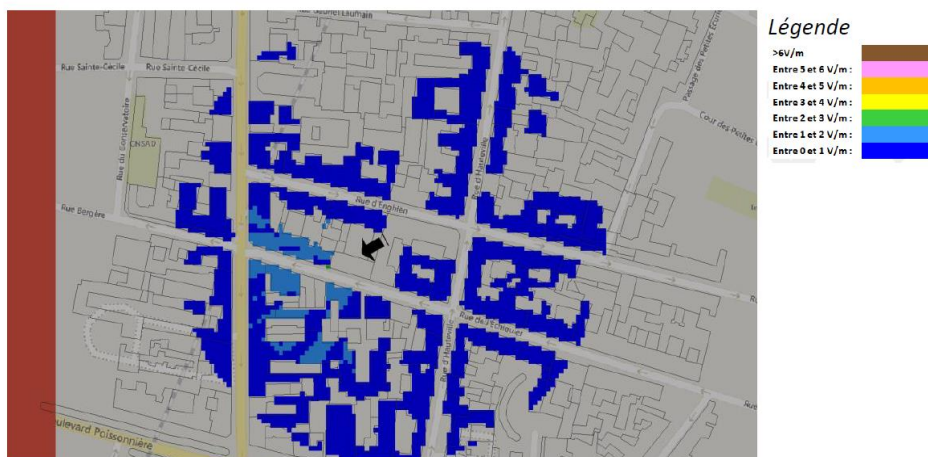 Légende
>6V/m
Entre 5 et 6 V/m :
Entre 4 et 5 V/m :
Entre 3 et 4 V/m :
Entre 2 et 3 V/m :
Entre 1 et 2 V/m :
Entre 0 et 1 V/m :
Rue Sainte-Cécile
Rue Sainte-Cécile
Rue du Conservatoire
CNSAD
Rue Bergère
Rue d'Enghien
Rue d'Hauteville
Rue d'Hauteville
Rue de l'Échiquier
Passage des Petites
Cour des Petites
Boulevard Poissonnière